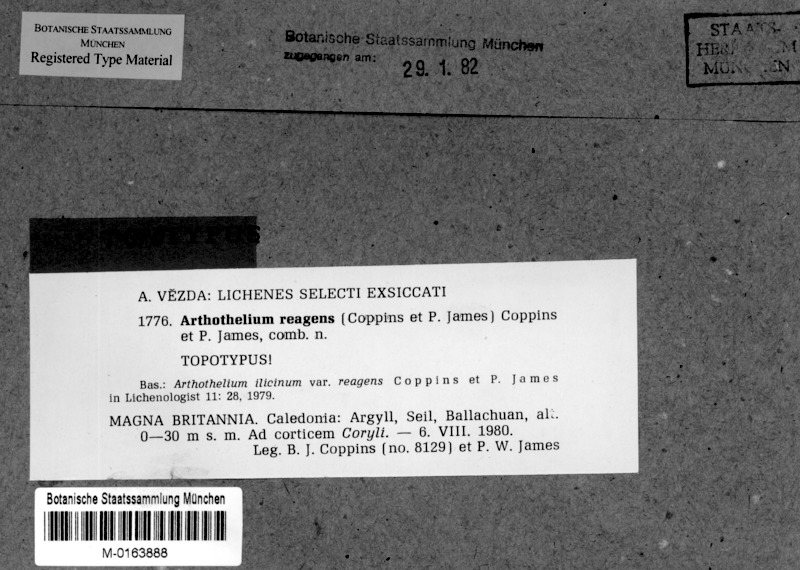 BOTANISCHE STAATSSAMMLUNG
MÜNCHEN
Registered Type Material
Botanische Staatssammlung München
zugegangen am:
29. 1. 82
STAATS-
MÜNCHEN
A. VĚZDA: LICHENES SELECTI EXSICCATI
1776. Arthothelium reagens (Coppins et P. James) Coppins
et P. James, comb. n.
TOPOTYPUS!
Bas.: Arthothelium ilicinum var. reagens Coppins et P. James
in Lichenologist 11: 28, 1979.
MAGNA BRITANNIA. Caledonia: Argyll, Seil, Ballachuan, alt.
0—30 m s. m. Ad corticem Coryli. — 6. VIII. 1980.
Leg. B. J. Coppins (no. 8129) et P. W. James
Botanische Staatssammlung München
M-0163888